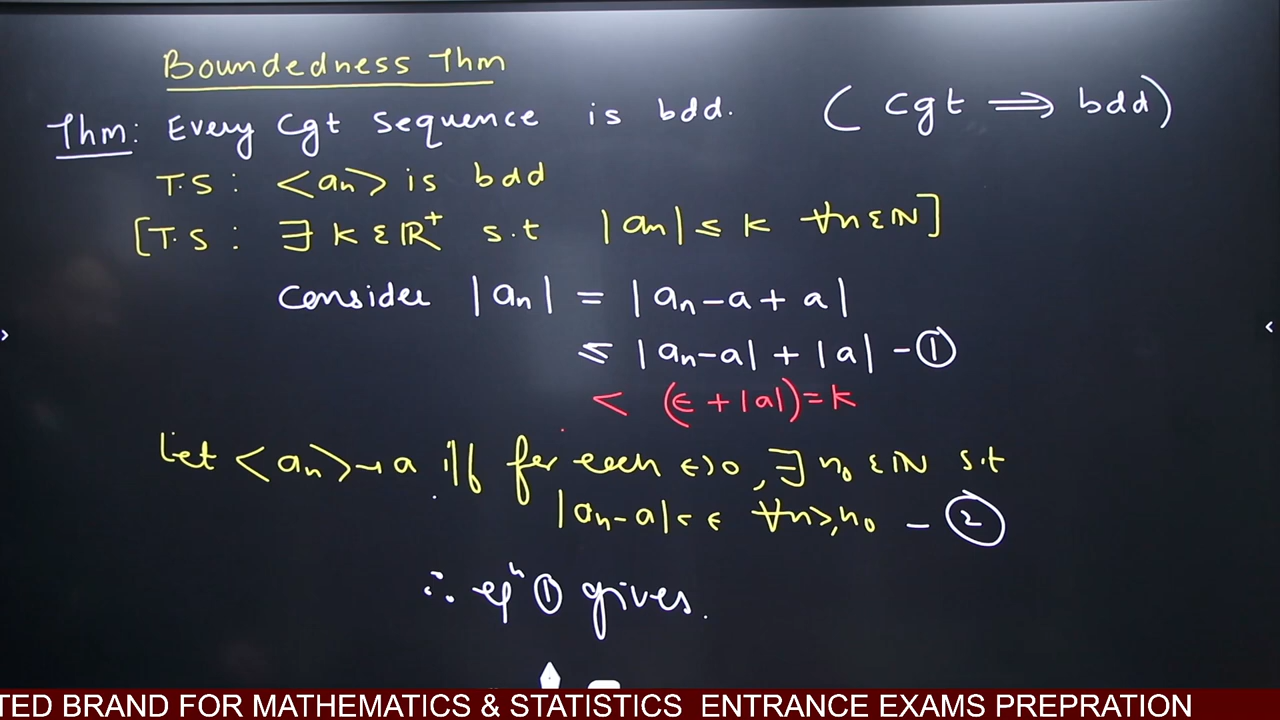 Boundedness Thm
Thm: Every Cgt Sequence is bdd. ( Cgt ⟹ bdd)
T.S : <an> is bdd
[T.S : ∃ K ε ℝ⁺ s.t |an| ≤ K ∀n ε ℕ]
Consider |an| = |an - a + a|
≤ |an - a| + |a| - ①
< (ϵ + |a|) = K
Let <an> → a iff for each ϵ>0, ∃ n₀ ε ℕ s.t
|an - a| < ϵ ∀n ≥ n₀ - ②
∴ eqⁿ ① gives.
TED BRAND FOR MATHEMATICS & STATISTICS ENTRANCE EXAMS PREPRATION